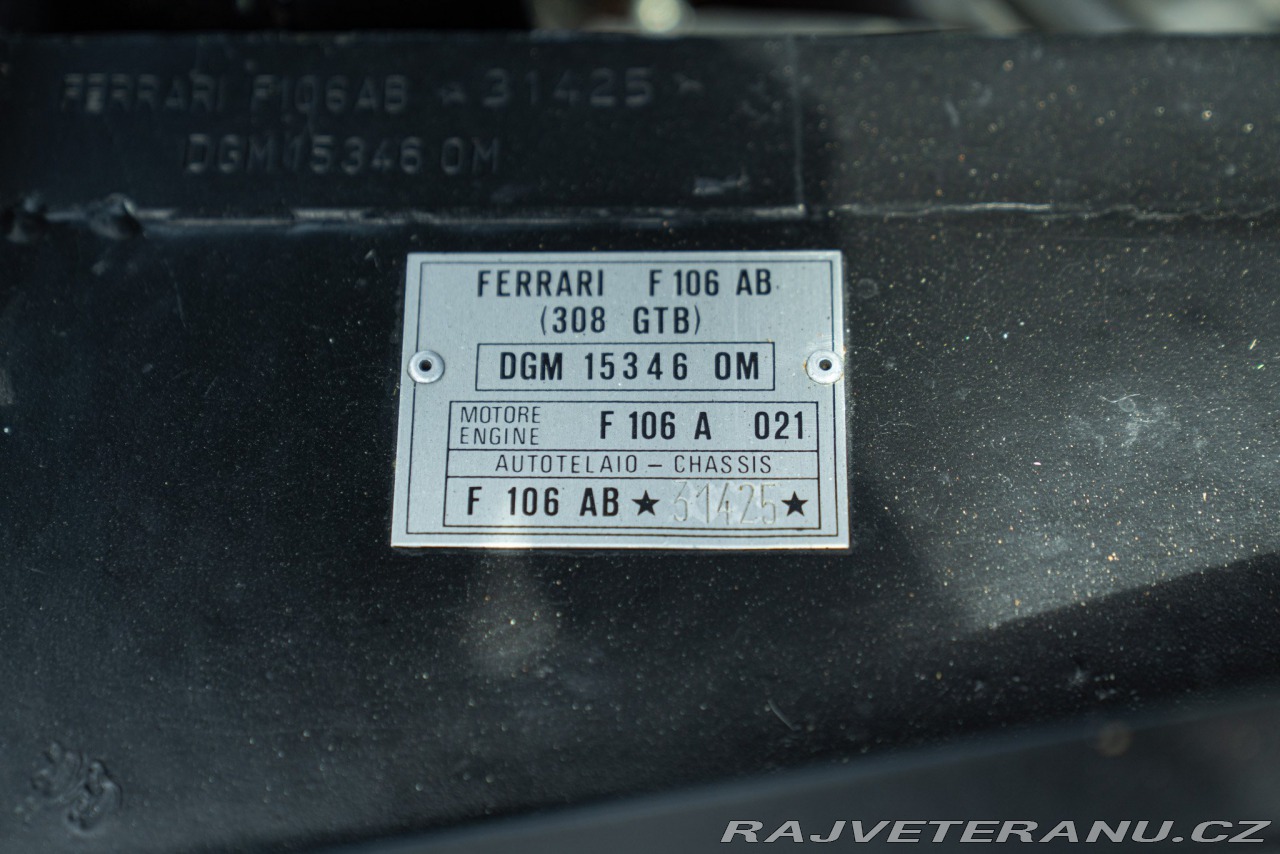 FERRARI F106AB *31425*
DGM 15346 OM
FERRARI F 106 AB
(308 GTB)
DGM 15346 OM
MOTORE
ENGINE F 106 A 021
AUTOTELAIO – CHASSIS
F 106 AB ★ 31425 ★
RAJVETERANU.CZ